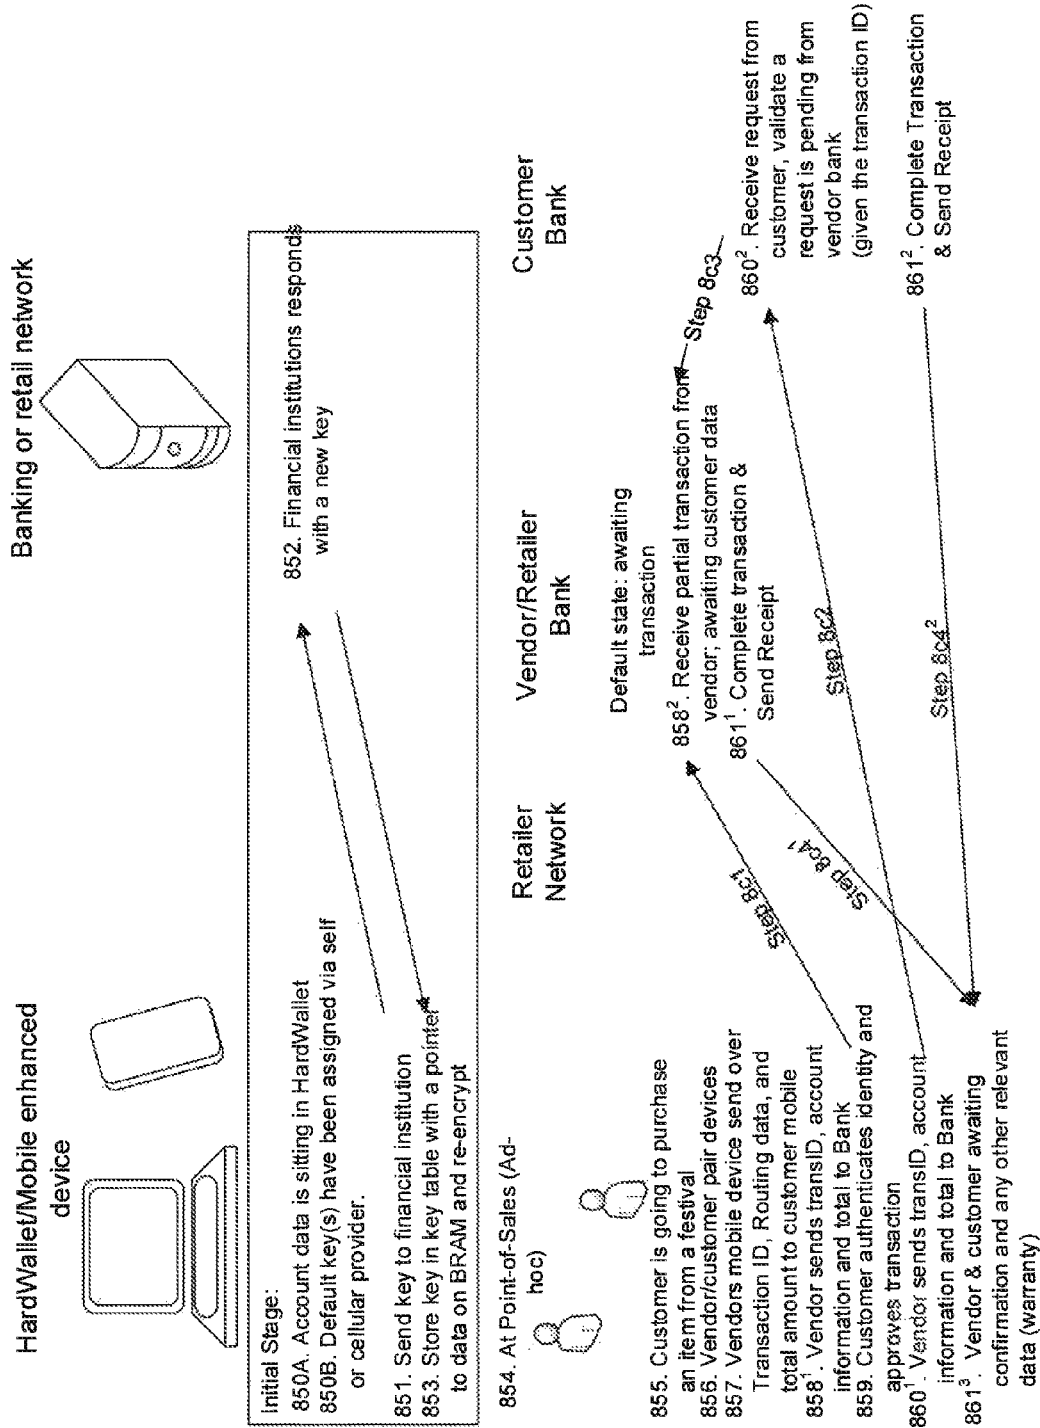 HardWallet/Mobile enhanced
device
Banking or retail network
Initial Stage:
850A. Account data is sitting in HardWallet
850B. Default key(s) have been assigned via self
or cellular provider.
851. Send key to financial institution
853. Store key in key table with a pointer
to data on BRAM and re-encrypt
852. Financial institutions responds
with a new key
854. At Point-of-Sales (Ad-
hoc)
Retailer
Network
Vendor/Retailer
Bank
Customer
Bank
855. Customer is going to purchase
an item from a festival
856. Vendor/customer pair devices
857. Vendors mobile device send over
Transaction ID, Routing data, and
total amount to customer mobile
858¹. Vendor sends transID, account
information and total to Bank
859. Customer authenticates identity and
approves transaction
860¹. Vendor sends transID, account
information and total to Bank
861³. Vendor & customer awaiting
confirmation and any other relevant
data (warranty)
Step 8c1
Step 8c4¹
Default state: awaiting
transaction
858². Receive partial transaction from
vendor; awaiting customer data
861¹. Complete transaction &
Send Receipt
Step 8c3
Step 8c2
Step 8c4²
860². Receive request from
customer, validate a
request is pending from
vendor bank
(given the transaction ID)
861². Complete Transaction
& Send Receipt